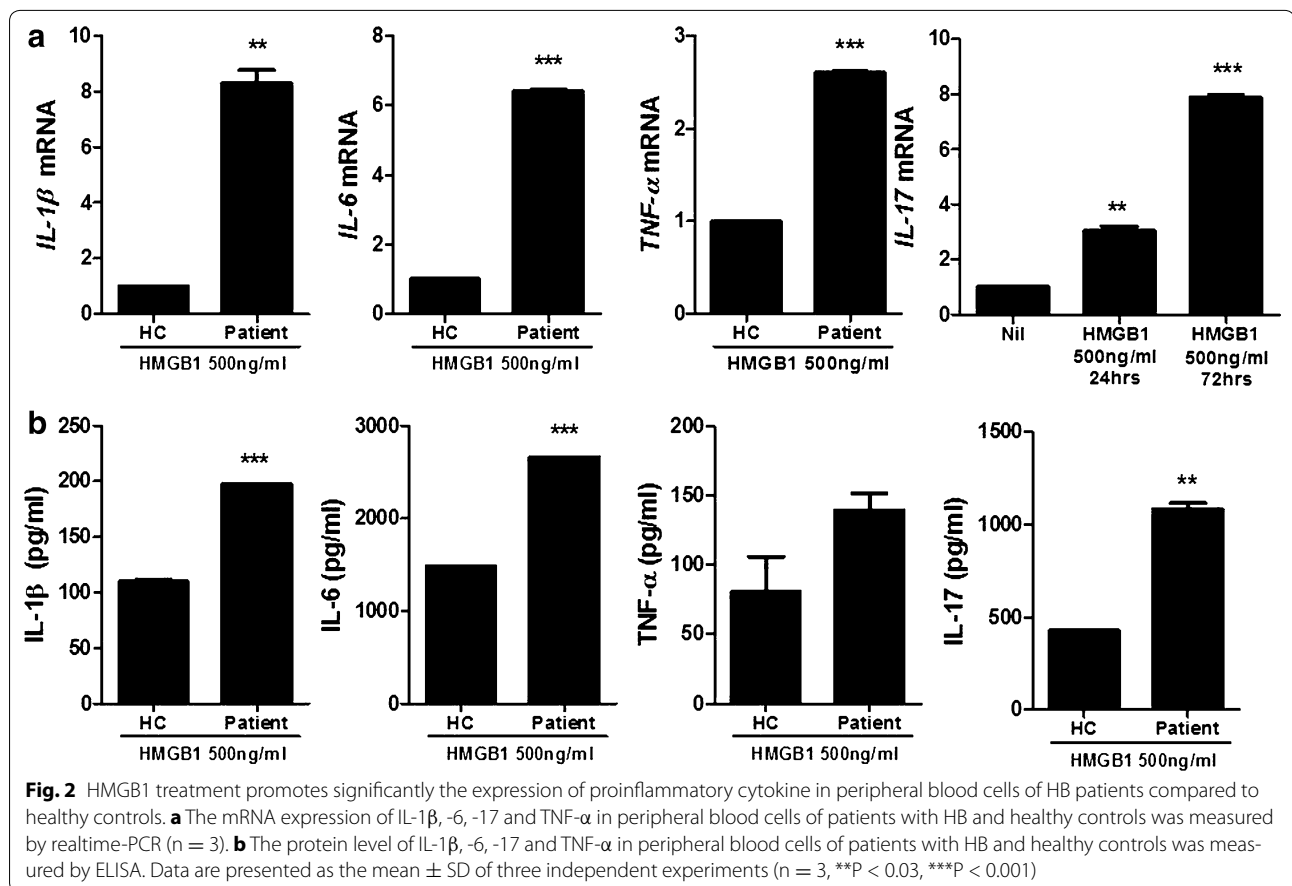 a
IL-1β mRNA
10
8
6
4
2
0
**
HC Patient
HMGB1 500ng/ml
IL-6 mRNA
8
6
4
2
0
***
HC Patient
HMGB1 500ng/ml
TNF-α mRNA
3
2
1
0
***
HC Patient
HMGB1 500ng/ml
IL-17 mRNA
10
8
6
4
2
0
**
***
Nil HMGB1 HMGB1
500ng/ml 500ng/ml
24hrs 72hrs
b
IL-1β (pg/ml)
250
200
150
100
50
0
***
HC Patient
HMGB1 500ng/ml
IL-6 (pg/ml)
3000
2000
1000
0
***
HC Patient
HMGB1 500ng/ml
TNF-α (pg/ml)
200
150
100
50
0
HC Patient
HMGB1 500ng/ml
IL-17 (pg/ml)
1500
1000
500
0
**
HC Patient
HMGB1 500ng/ml
Fig. 2 HMGB1 treatment promotes significantly the expression of proinflammatory cytokine in peripheral blood cells of HB patients compared to
healthy controls. a The mRNA expression of IL-1β, -6, -17 and TNF-α in peripheral blood cells of patients with HB and healthy controls was measured
by realtime-PCR (n = 3). b The protein level of IL-1β, -6, -17 and TNF-α in peripheral blood cells of patients with HB and healthy controls was meas-
ured by ELISA. Data are presented as the mean ± SD of three independent experiments (n = 3, **P < 0.03, ***P < 0.001)